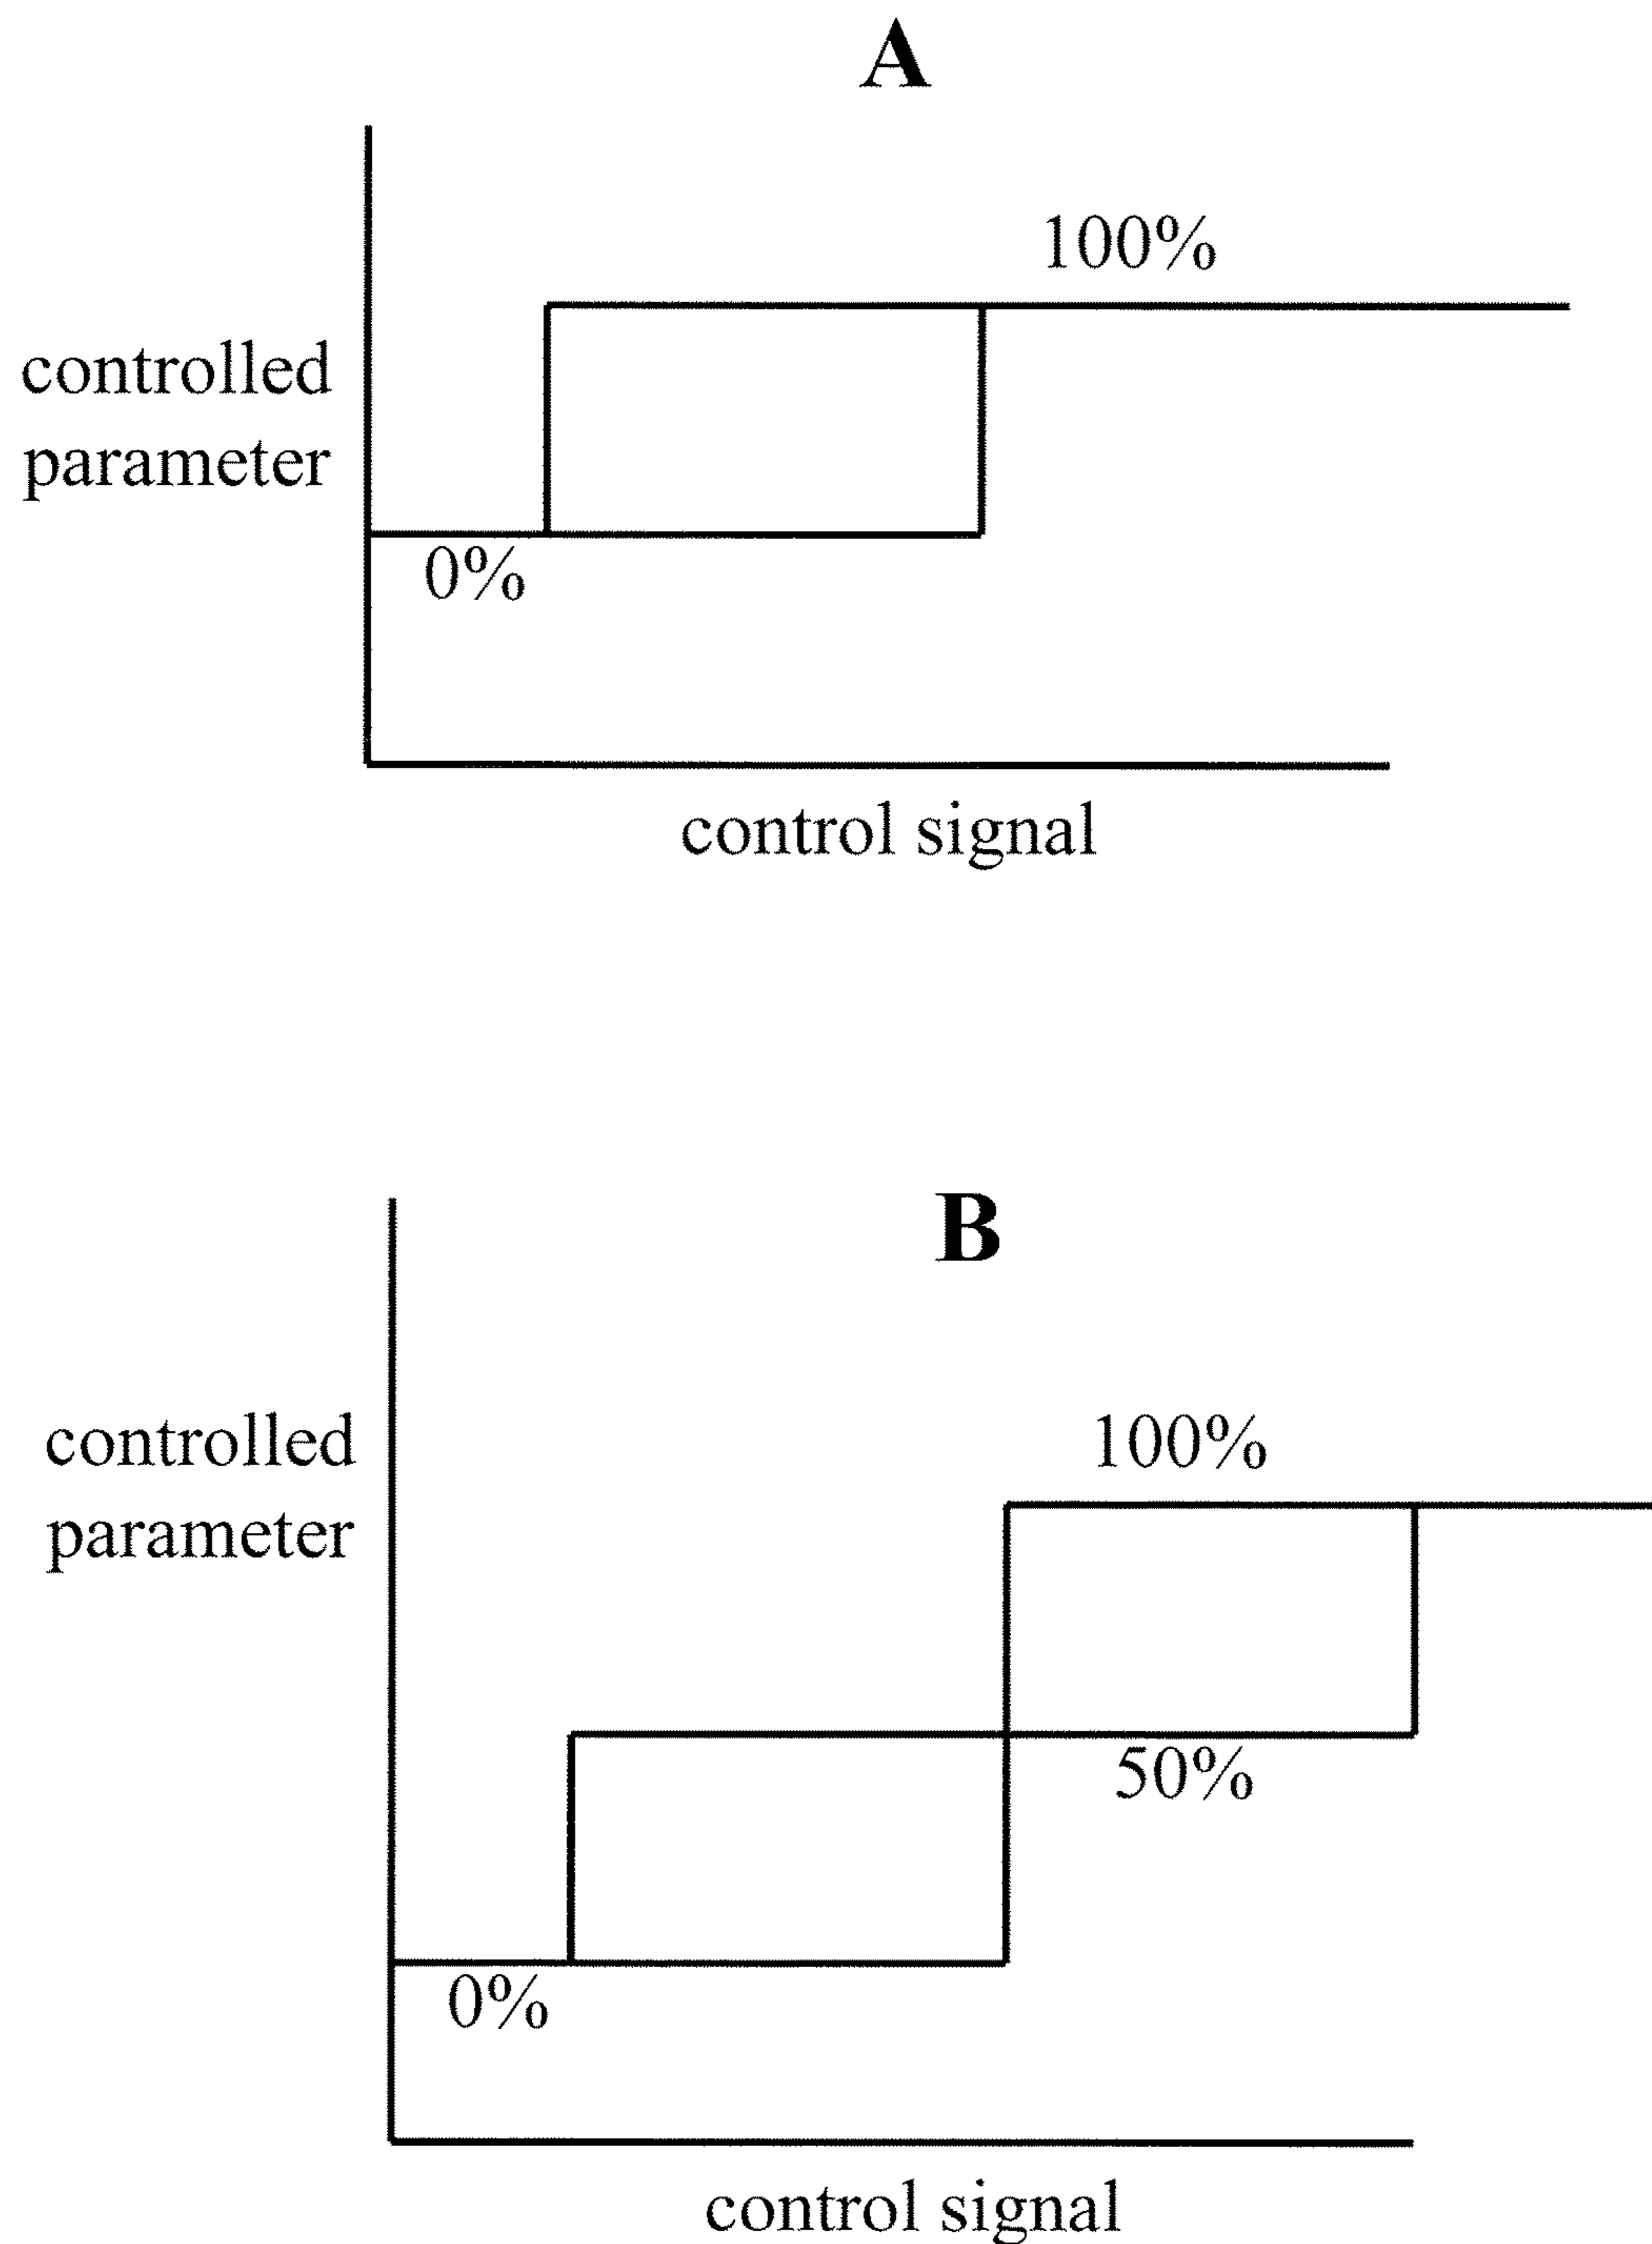 A
100%
controlled
parameter
0%
control signal
B
100%
controlled
parameter
50%
0%
control signal